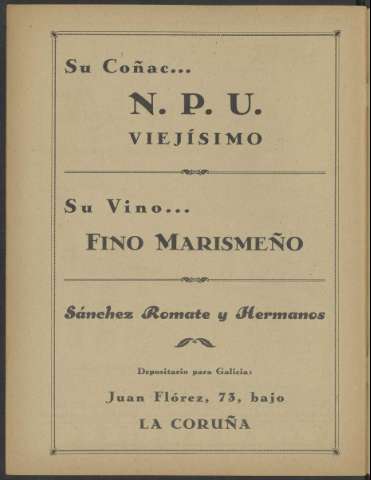 Su Coñac...
N. P. U.
VIEJÍSIMO
Su Vino...
FINO MARISMEÑO
Sánchez Romate y Hermanos
Depositario para Galicia:
Juan Flórez, 73, bajo
LA CORUÑA